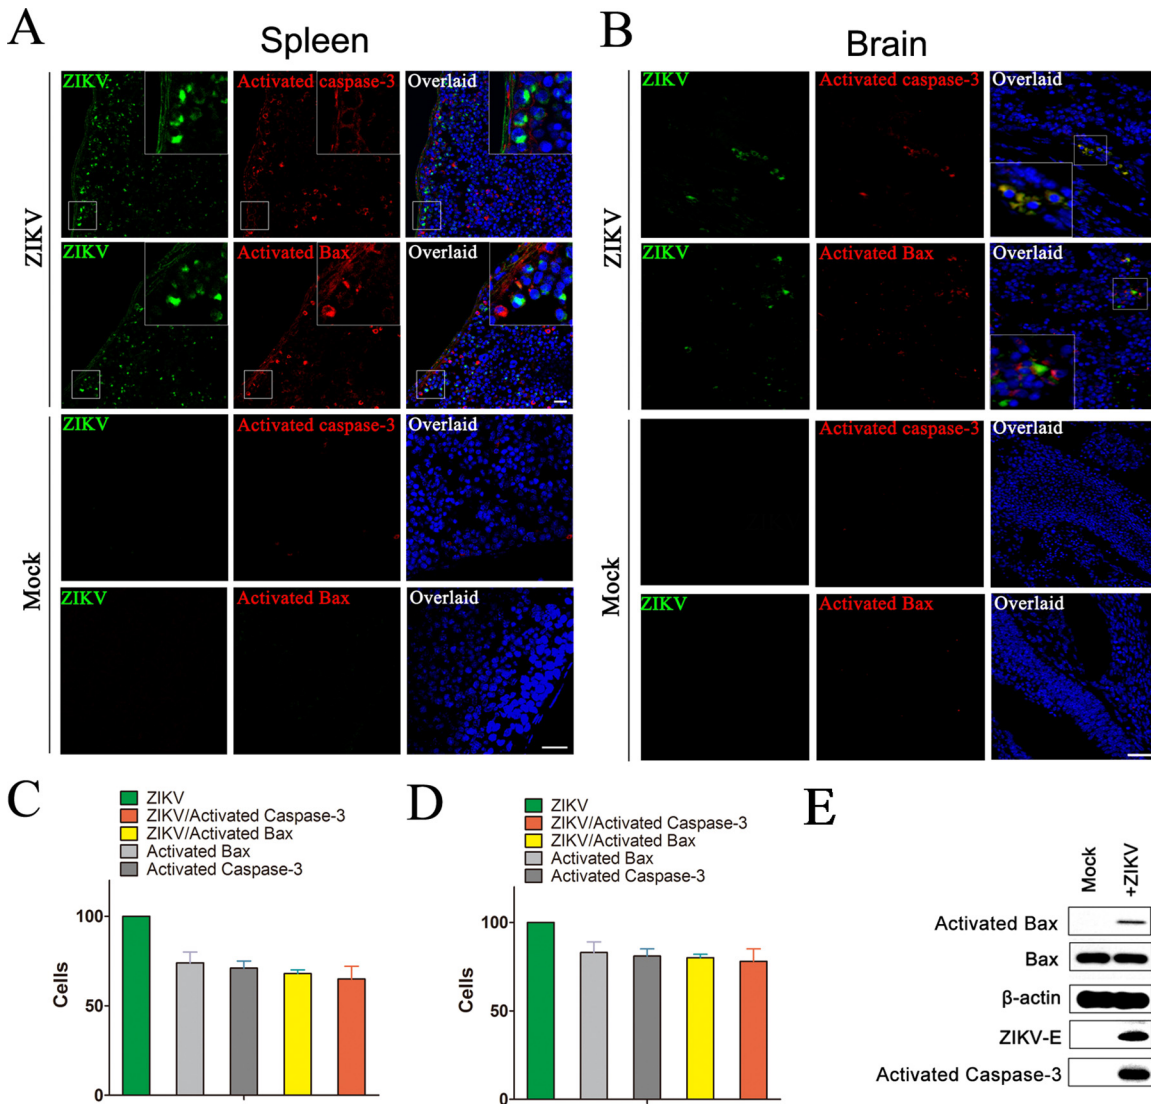 A
Spleen
ZIKV
ZIKV
Activated caspase-3
Overlaid
ZIKV
Activated Bax
Overlaid
Mock
ZIKV
Activated caspase-3
Overlaid
ZIKV
Activated Bax
Overlaid
B
Brain
ZIKV
ZIKV
Activated caspase-3
Overlaid
ZIKV
Activated Bax
Overlaid
Mock
ZIKV
Activated caspase-3
Overlaid
ZIKV
Activated Bax
Overlaid
C
ZIKV
ZIKV/Activated Caspase-3
ZIKV/Activated Bax
Activated Bax
Activated Caspase-3
Cells
100
50
0
D
ZIKV
ZIKV/Activated Caspase-3
ZIKV/Activated Bax
Activated Bax
Activated Caspase-3
Cells
100
50
0
E
Mock
+ZIKV
Activated Bax
Bax
β-actin
ZIKV-E
Activated Caspase-3